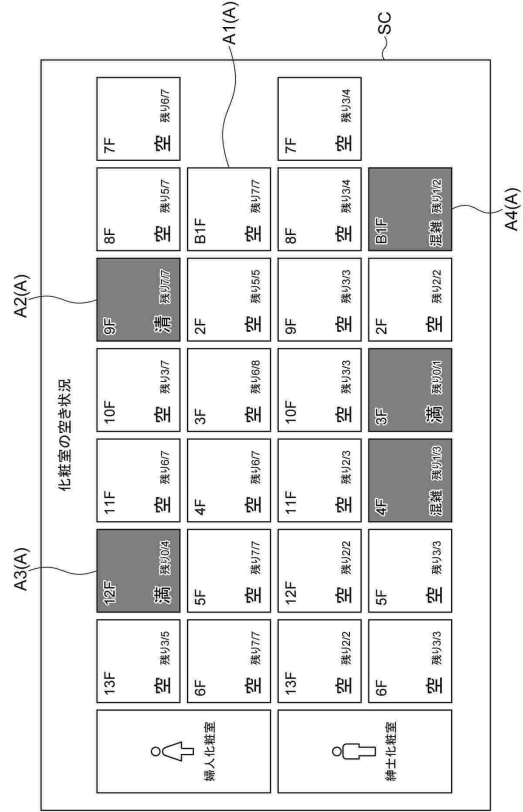 化粧室の空き状況
婦人化粧室
13F
空 残り3/5
12F
満 残り0/4
11F
空 残り6/7
10F
空 残り3/7
9F
清 残り7/7
8F
空 残り5/7
7F
空 残り6/7
6F
空 残り7/7
5F
空 残り7/7
4F
空 残り6/7
3F
空 残り6/8
2F
空 残り5/5
B1F
空 残り7/7
紳士化粧室
13F
空 残り2/2
12F
空 残り2/2
11F
空 残り2/3
10F
空 残り3/3
9F
空 残り3/3
8F
空 残り3/4
7F
空 残り3/4
6F
空 残り3/3
5F
空 残り3/3
4F
混雑 残り1/3
3F
満 残り0/1
2F
空 残り2/2
B1F
混雑 残り1/2
A3(A)
A2(A)
A1(A)
A4(A)
SC